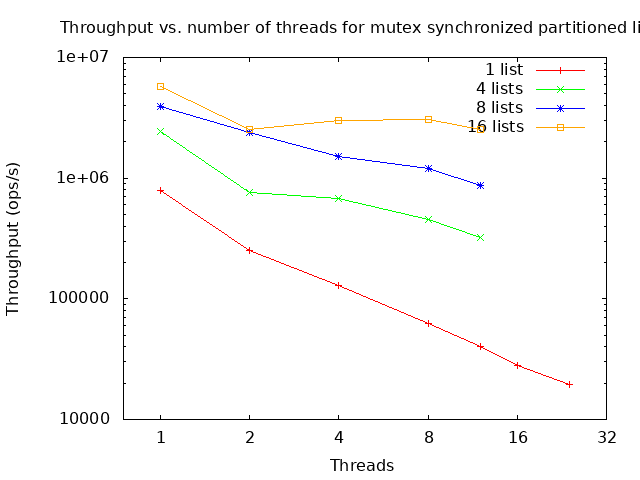 Throughput vs. number of threads for mutex synchronized partitioned li
1e+07
1e+06
100000
10000
Throughput (ops/s)
1 list
4 lists
8 lists
16 lists
1 2 4 8 16 32
Threads